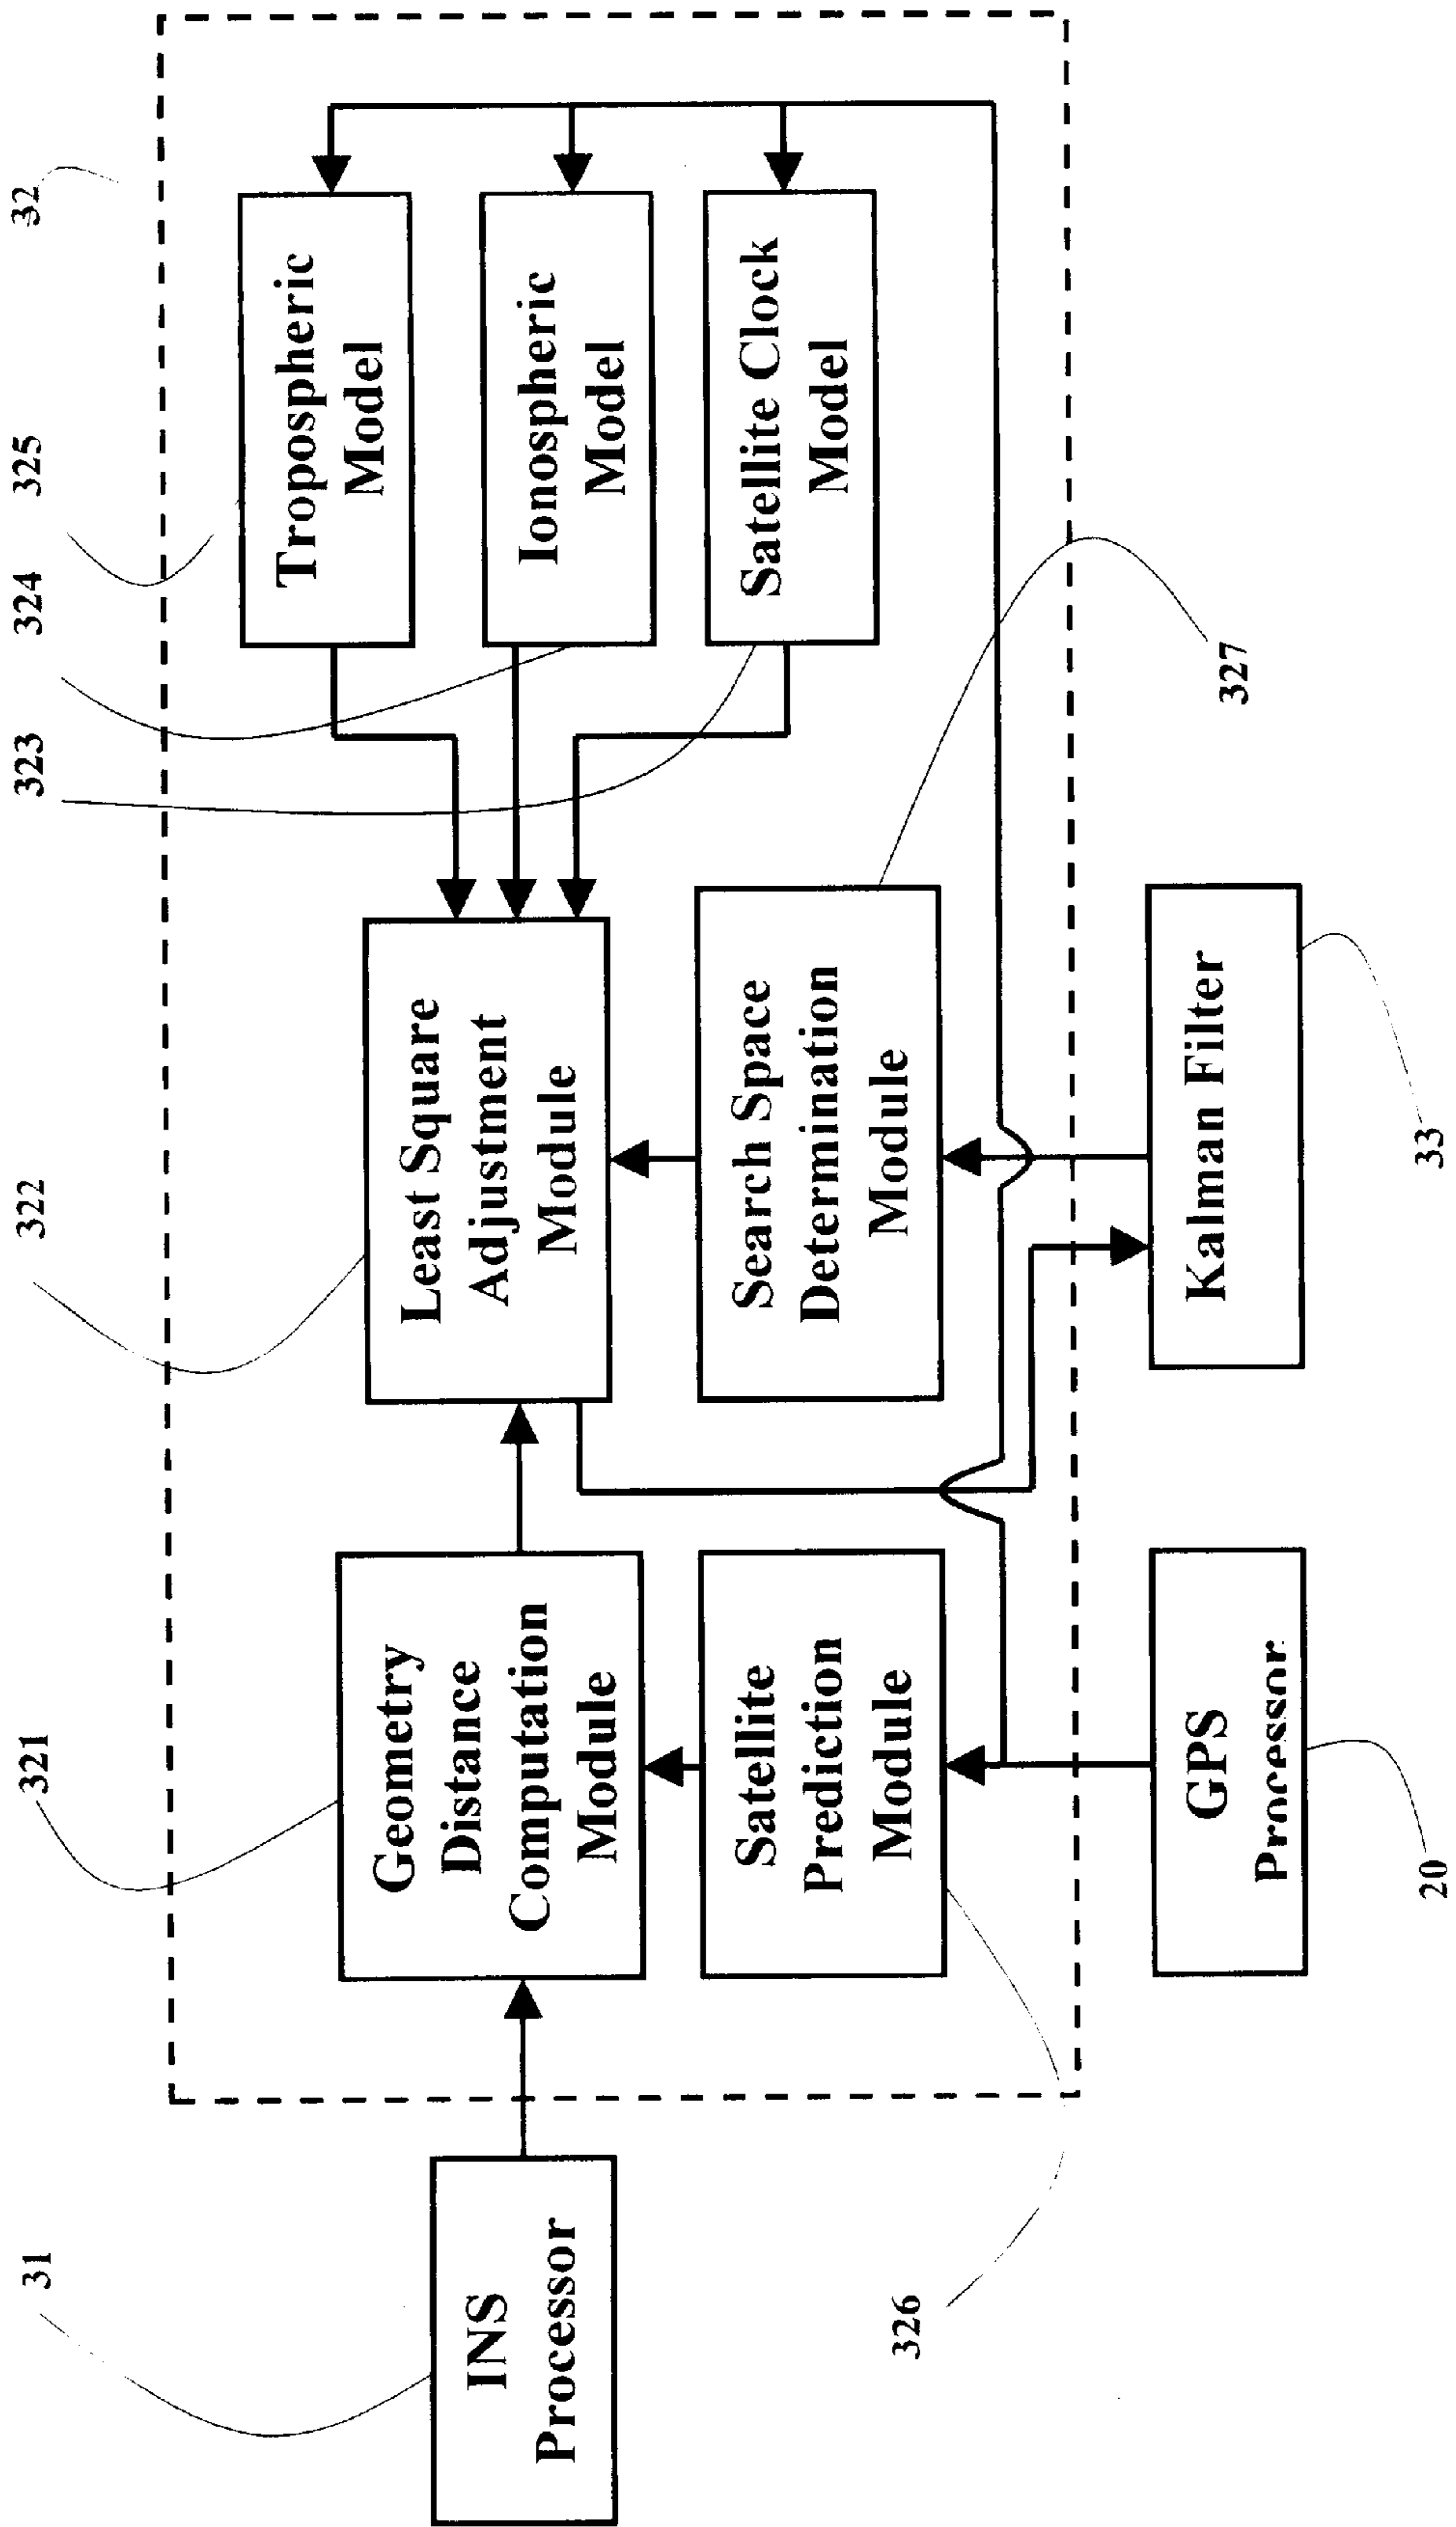 31
321
322
323
324
325
32
INS
Processor
Geometry
Distance
Computation
Module
Least Square
Adjustment
Module
Tropospheric
Model
Ionospheric
Model
Satellite Clock
Model
Satellite
Prediction
Module
Search Space
Determination
Module
326
327
GPS
Processor
Kalman Filter
20
33